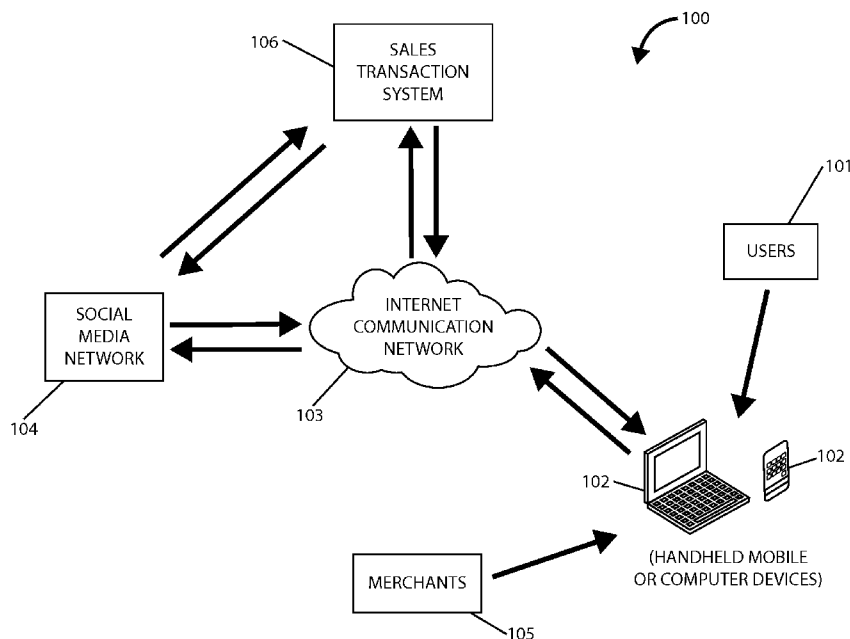 106
SALES
TRANSACTION
SYSTEM
100
101
USERS
SOCIAL
MEDIA
NETWORK
104
INTERNET
COMMUNICATION
NETWORK
103
102
102
(HANDHELD MOBILE
OR COMPUTER DEVICES)
MERCHANTS
105